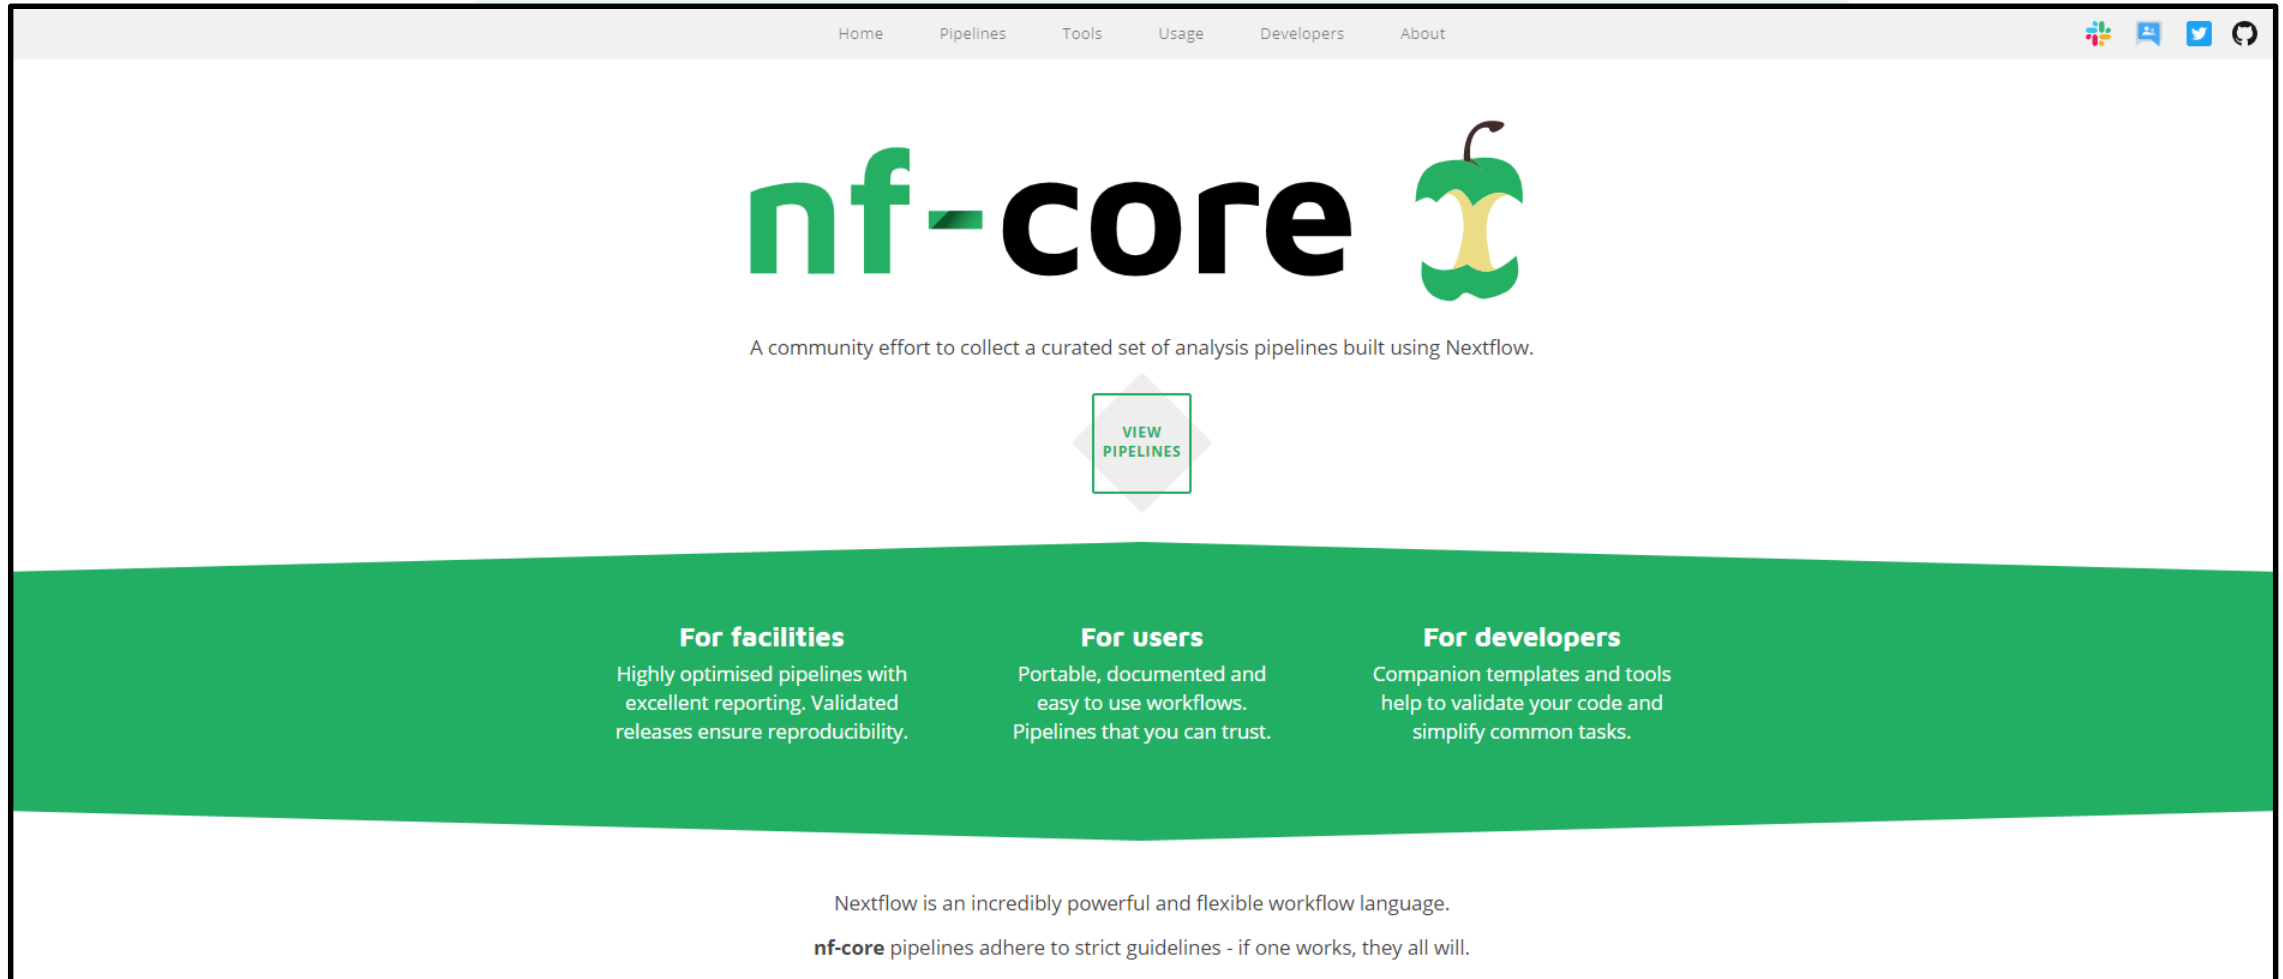 Home Pipelines Tools Usage Developers About
nf-core
A community effort to collect a curated set of analysis pipelines built using Nextflow.
VIEW
PIPELINES
For facilities
Highly optimised pipelines with
excellent reporting. Validated
releases ensure reproducibility.
For users
Portable, documented and
easy to use workflows.
Pipelines that you can trust.
For developers
Companion templates and tools
help to validate your code and
simplify common tasks.
Nextflow is an incredibly powerful and flexible workflow language.
nf-core pipelines adhere to strict guidelines - if one works, they all will.